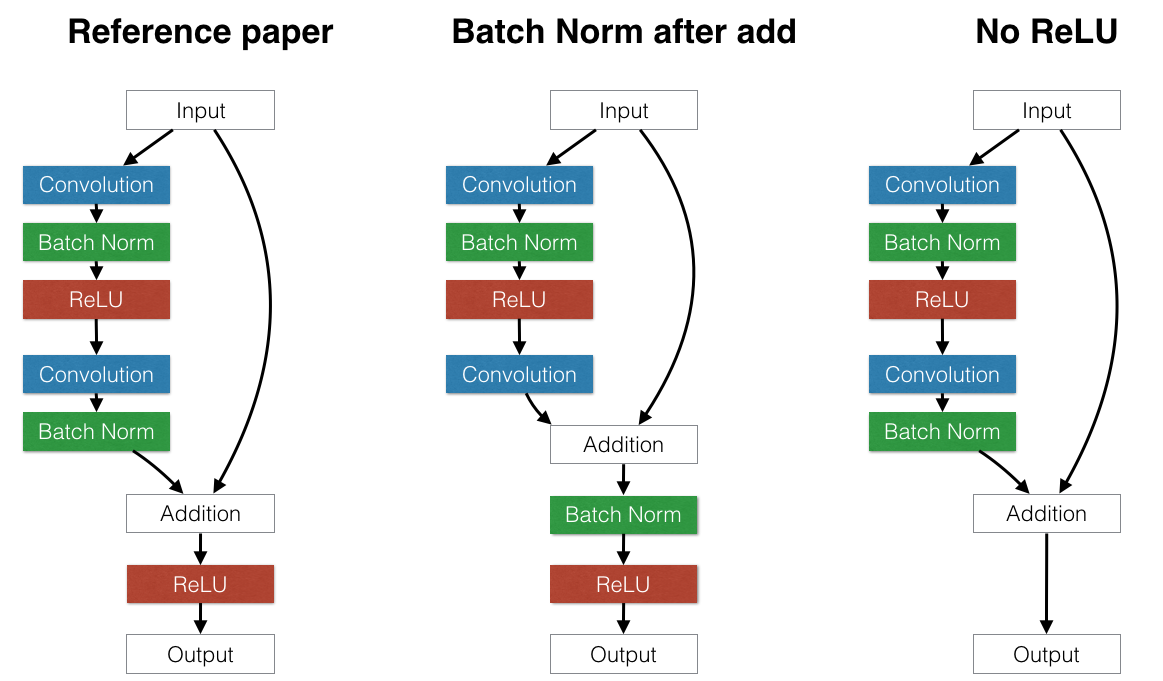 Reference paper
Input
Convolution
Batch Norm
ReLU
Convolution
Batch Norm
Addition
ReLU
Output
Batch Norm after add
Input
Convolution
Batch Norm
ReLU
Convolution
Addition
Batch Norm
ReLU
Output
No ReLU
Input
Convolution
Batch Norm
ReLU
Convolution
Batch Norm
Addition
Output